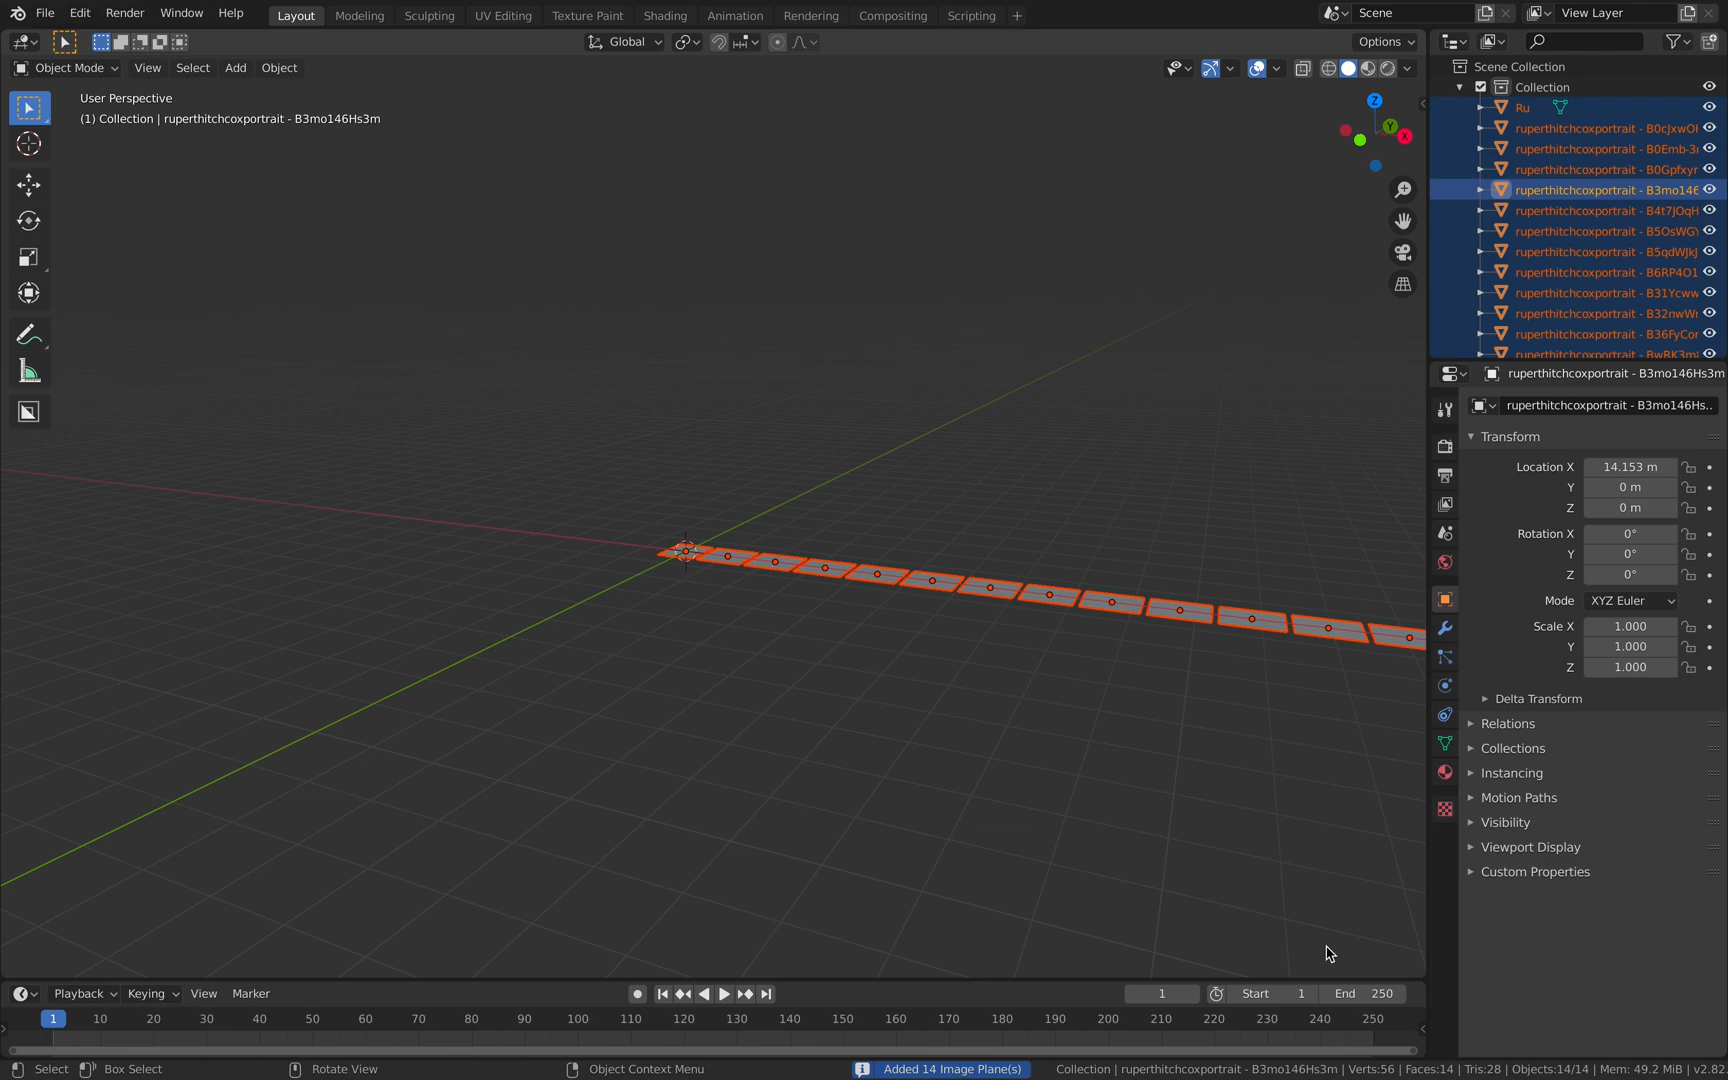 File Edit Render Window Help Layout Modeling Sculpting UV Editing Texture Paint Shading Animation Rendering Compositing Scripting + Scene View Layer
Global Options
Object Mode View Select Add Object
User Perspective
(1) Collection | ruperthitchcoxportrait - B3mo146Hs3m
Z
Y
X
Scene Collection
Collection
Ru
ruperthitchcoxportrait - B0cJxwO
ruperthitchcoxportrait - B0Emb-3
ruperthitchcoxportrait - B0Gpfxy
ruperthitchcoxportrait - B3mo146
ruperthitchcoxportrait - B4t7JOqH
ruperthitchcoxportrait - B5OsWG
ruperthitchcoxportrait - B5qdWJkJ
ruperthitchcoxportrait - B6RP4O1
ruperthitchcoxportrait - B31Ycww
ruperthitchcoxportrait - B32nwW
ruperthitchcoxportrait - B36FyCo
ruperthitchcoxportrait - BwRK3m
ruperthitchcoxportrait - B3mo146Hs3m
ruperthitchcoxportrait - B3mo146Hs..
Transform
Location X 14.153 m
Y 0 m
Z 0 m
Rotation X 0°
Y 0°
Z 0°
Mode XYZ Euler
Scale X 1.000
Y 1.000
Z 1.000
Delta Transform
Relations
Collections
Instancing
Motion Paths
Visibility
Viewport Display
Custom Properties
Playback Keying View Marker 1 Start 1 End 250
1 10 20 30 40 50 60 70 80 90 100 110 120 130 140 150 160 170 180 190 200 210 220 230 240 250
Select Box Select Rotate View Object Context Menu Added 14 Image Plane(s) Collection | ruperthitchcoxportrait - B3mo146Hs3m | Verts:56 | Faces:14 | Tris:28 | Objects:14/14 | Mem: 49.2 MiB | v2.82.